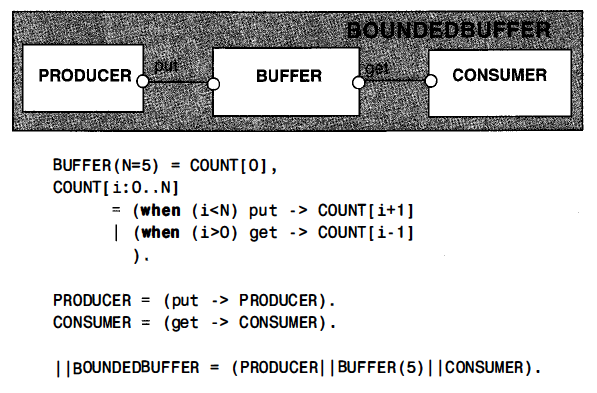 BOUNDEDBUFFER
put
get
PRODUCER
BUFFER
CONSUMER
BUFFER(N=5) = COUNT[0],
COUNT[i:0..N]
= (when (i<N) put -> COUNT[i+1]
| (when (i>0) get -> COUNT[i-1]
).
PRODUCER = (put -> PRODUCER).
CONSUMER = (get -> CONSUMER).
||BOUNDEDBUFFER = (PRODUCER||BUFFER(5)||CONSUMER).